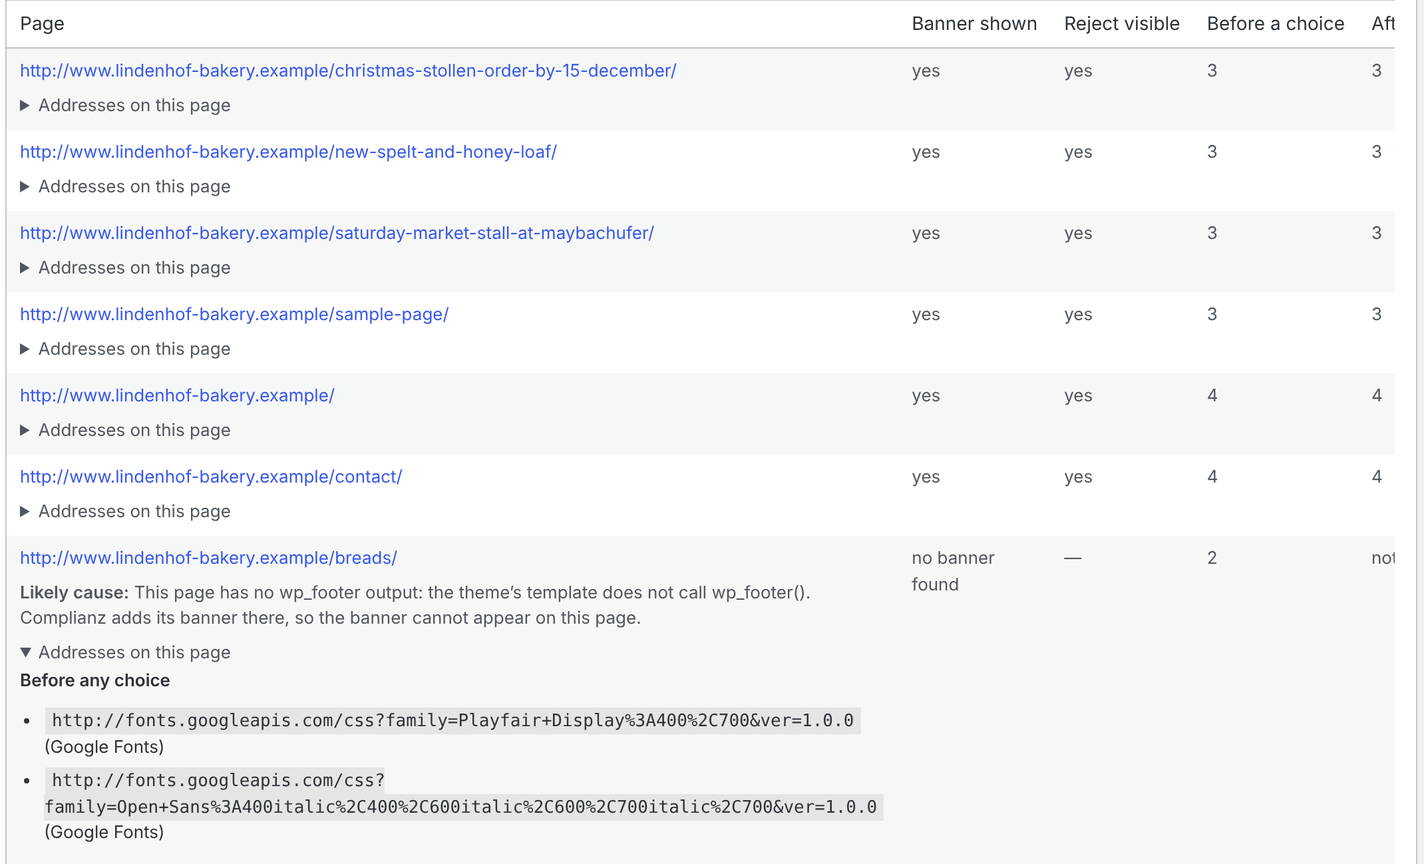 Page Banner shown Reject visible Before a choice Aft
http://www.lindenhof-bakery.example/christmas-stollen-order-by-15-december/ yes yes 3 3
▶ Addresses on this page
http://www.lindenhof-bakery.example/new-spelt-and-honey-loaf/ yes yes 3 3
▶ Addresses on this page
http://www.lindenhof-bakery.example/saturday-market-stall-at-maybachufer/ yes yes 3 3
▶ Addresses on this page
http://www.lindenhof-bakery.example/sample-page/ yes yes 3 3
▶ Addresses on this page
http://www.lindenhof-bakery.example/ yes yes 4 4
▶ Addresses on this page
http://www.lindenhof-bakery.example/contact/ yes yes 4 4
▶ Addresses on this page
http://www.lindenhof-bakery.example/breads/ no banner — 2 not
found
Likely cause: This page has no wp_footer output: the theme’s template does not call wp_footer().
Complianz adds its banner there, so the banner cannot appear on this page.
▼ Addresses on this page
Before any choice
• http://fonts.googleapis.com/css?family=Playfair+Display%3A400%2C700&ver=1.0.0
(Google Fonts)
• http://fonts.googleapis.com/css?
family=Open+Sans%3A400italic%2C400%2C600italic%2C600%2C700italic%2C700&ver=1.0.0
(Google Fonts)